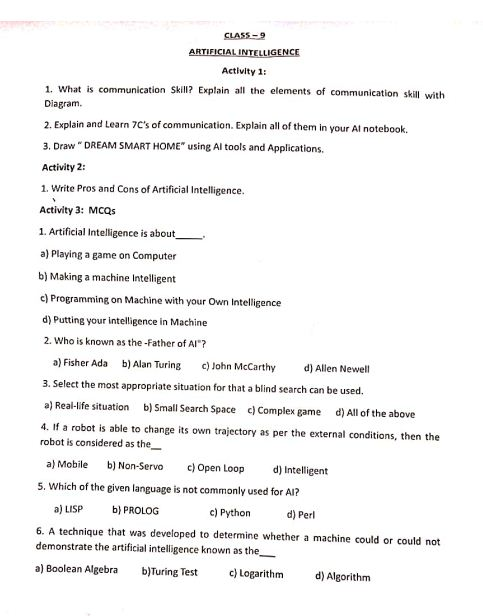 CLASS – 9
ARTIFICIAL INTELLIGENCE
Activity 1:
1. What is communication Skill? Explain all the elements of communication skill with
Diagram.
2. Explain and Learn 7C's of communication. Explain all of them in your AI notebook.
3. Draw " DREAM SMART HOME" using AI tools and Applications.
Activity 2:
1. Write Pros and Cons of Artificial Intelligence.
Activity 3: MCQs
1. Artificial Intelligence is about_____.
a) Playing a game on Computer
b) Making a machine Intelligent
c) Programming on Machine with your Own Intelligence
d) Putting your intelligence in Machine
2. Who is known as the -Father of AI"?
a) Fisher Ada b) Alan Turing c) John McCarthy d) Allen Newell
3. Select the most appropriate situation for that a blind search can be used.
a) Real-life situation b) Small Search Space c) Complex game d) All of the above
4. If a robot is able to change its own trajectory as per the external conditions, then the
robot is considered as the__
a) Mobile b) Non-Servo c) Open Loop d) Intelligent
5. Which of the given language is not commonly used for AI?
a) LISP b) PROLOG c) Python d) Perl
6. A technique that was developed to determine whether a machine could or could not
demonstrate the artificial intelligence known as the___
a) Boolean Algebra b)Turing Test c) Logarithm d) Algorithm